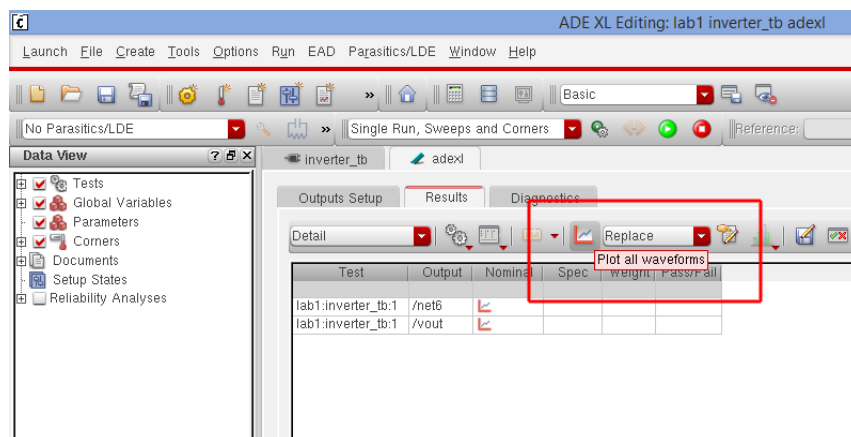 ADE XL Editing: lab1 inverter_tb adexl
Launch File Create Tools Options Run EAD Parasitics/LDE Window Help
» Basic
No Parasitics/LDE » Single Run, Sweeps and Corners Reference:
Data View ? inverter_tb adexl
Tests
Global Variables
Parameters
Corners
Documents
Setup States
Reliability Analyses
Outputs Setup Results Diagnostics
Detail Replace
Plot all waveforms
Test Output Nominal Spec Weight Pass/Fail
lab1:inverter_tb:1 /net6
lab1:inverter_tb:1 /vout